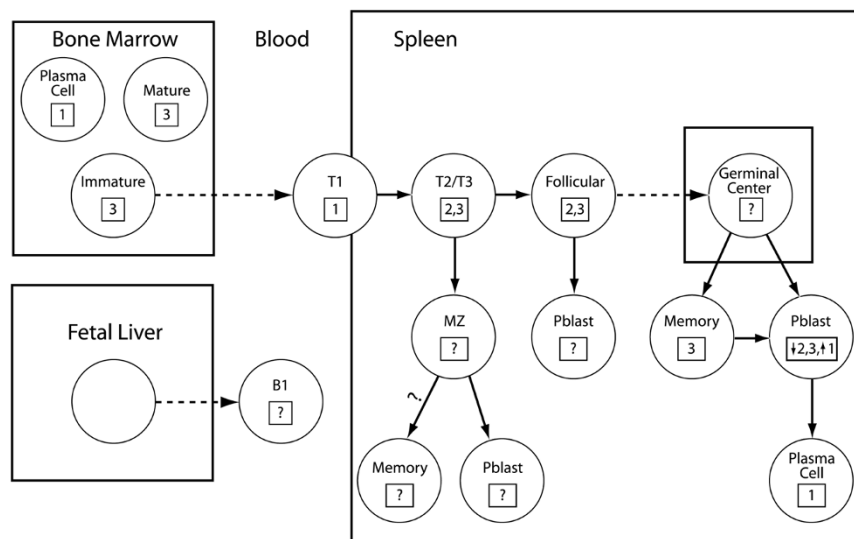 Bone Marrow
Blood
Spleen
Plasma
Cell
1
Mature
3
Immature
3
T1
1
T2/T3
2,3
Follicular
2,3
Germinal
Center
?
MZ
?
Pblast
?
Memory
3
Pblast
↓2,3,↑1
Fetal Liver
B1
?
?
Memory
?
Pblast
?
Plasma
Cell
1